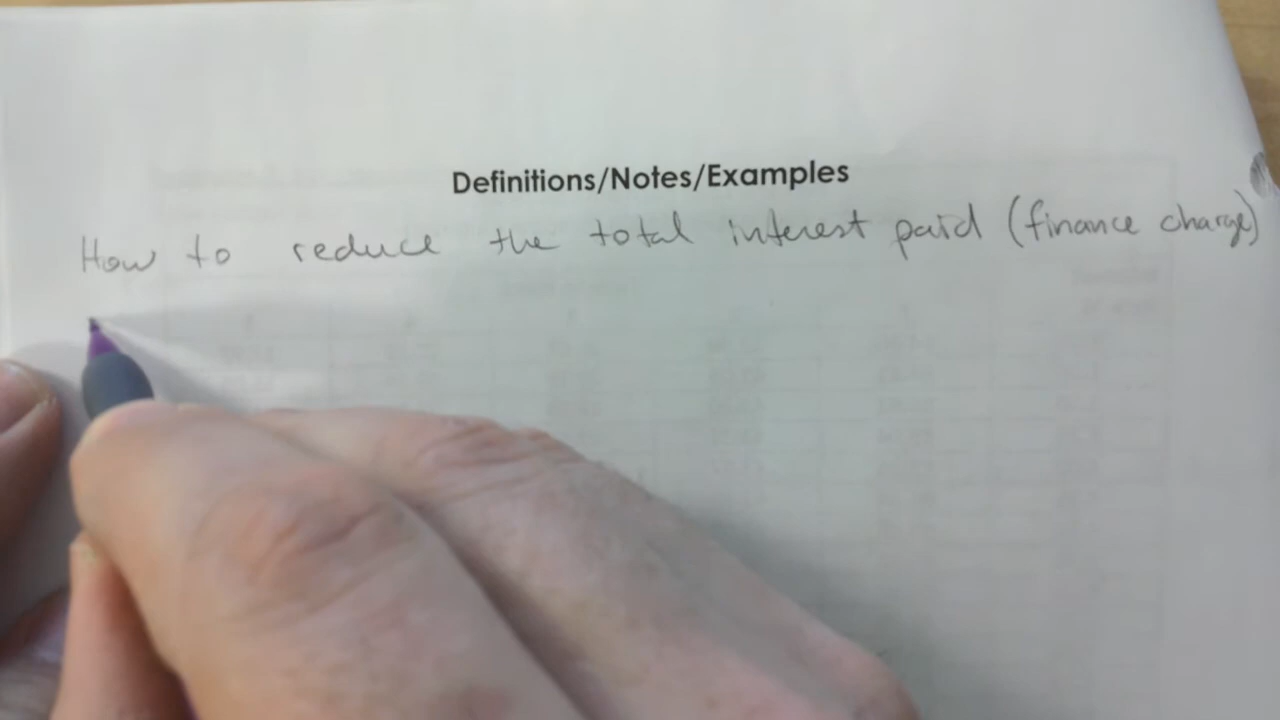 Definitions/Notes/Examples
How to reduce the total interest paid (finance charge)